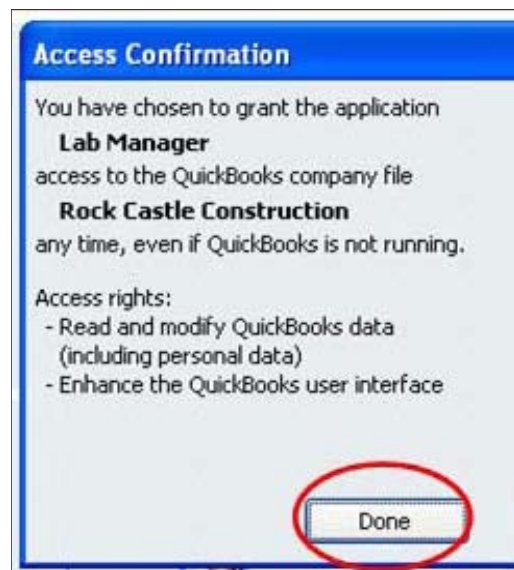 Access Confirmation
You have chosen to grant the application
Lab Manager
access to the QuickBooks company file
Rock Castle Construction
any time, even if QuickBooks is not running.
Access rights:
- Read and modify QuickBooks data
(including personal data)
- Enhance the QuickBooks user interface
Done